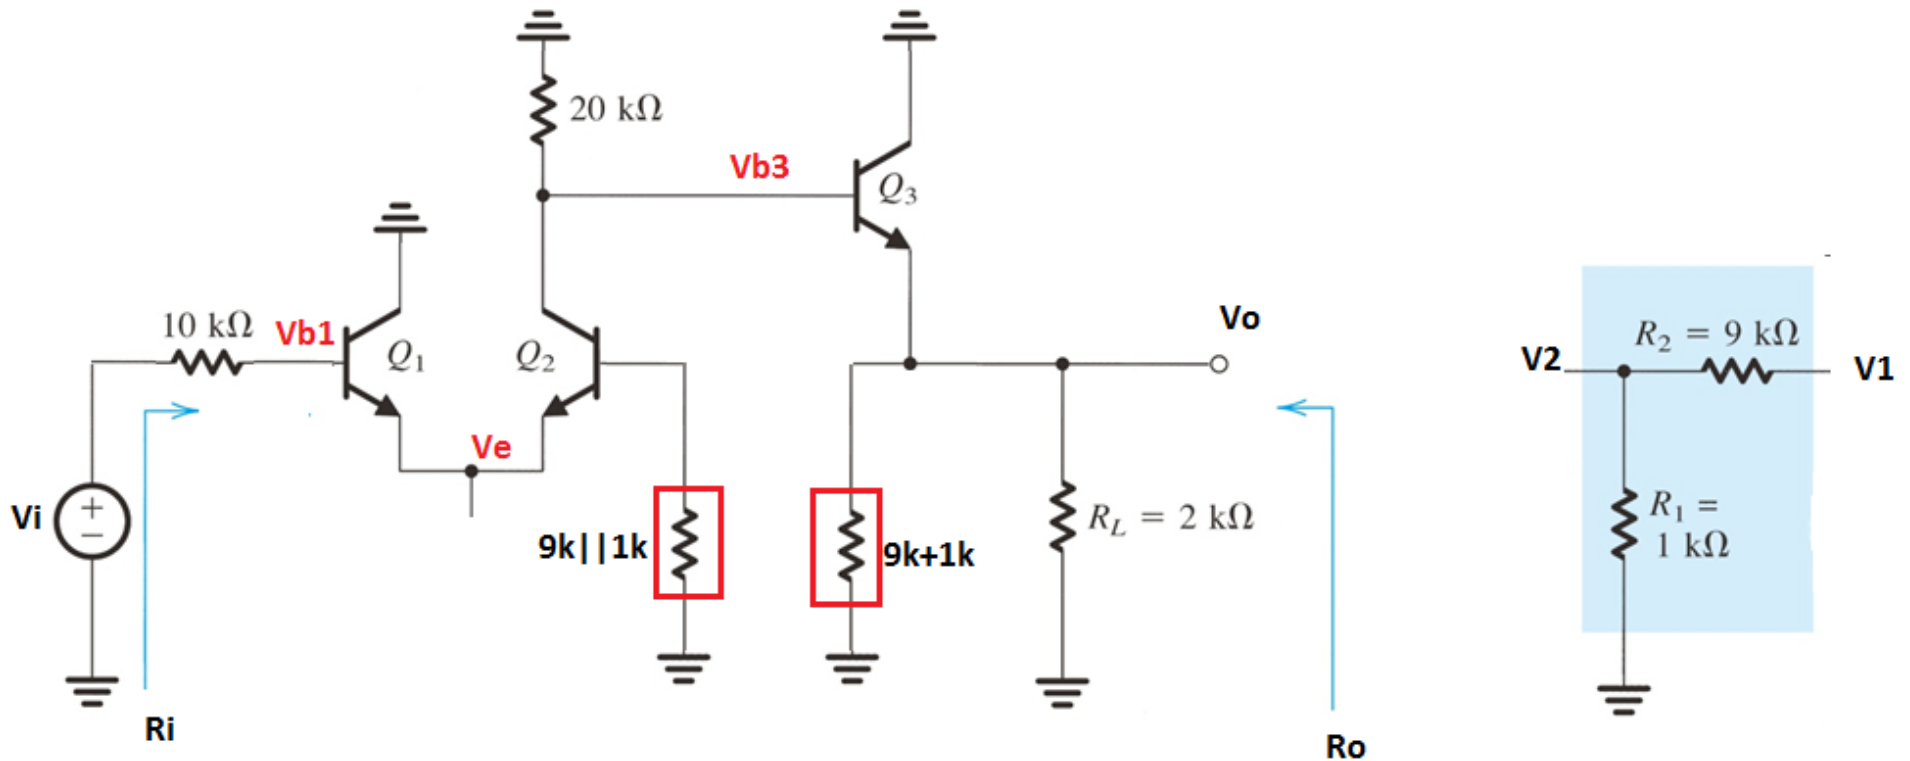 20 kΩ
Vb3
Q3
10 kΩ
Vb1
Q1
Q2
Vo
R2 = 9 kΩ
V2
V1
Ve
Vi
9k||1k
9k+1k
RL = 2 kΩ
R1 =
1 kΩ
Ri
Ro